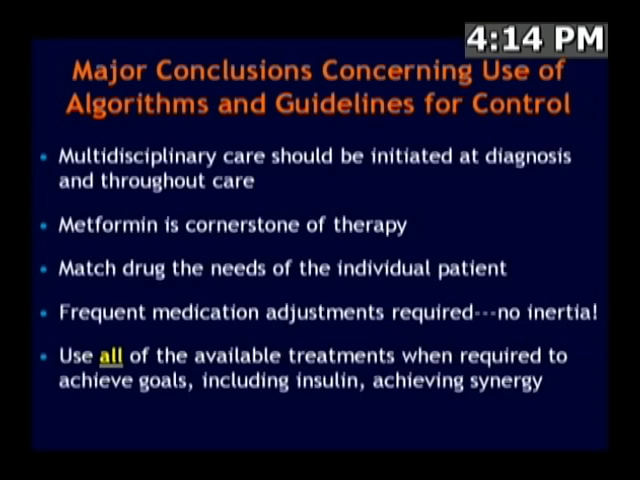 4:14 PM
Major Conclusions Concerning Use of
Algorithms and Guidelines for Control
• Multidisciplinary care should be initiated at diagnosis
and throughout care
• Metformin is cornerstone of therapy
• Match drug the needs of the individual patient
• Frequent medication adjustments required---no inertia!
• Use all of the available treatments when required to
achieve goals, including insulin, achieving synergy